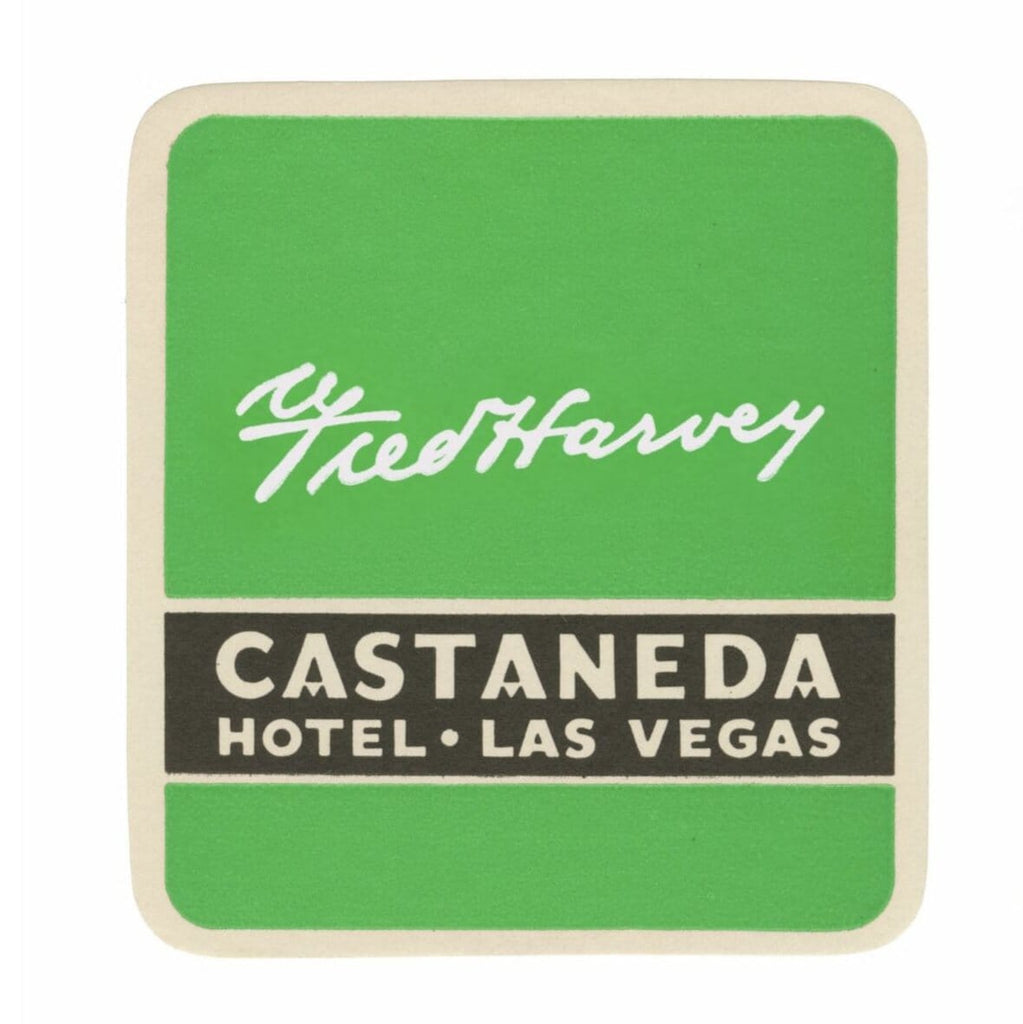 Fred Harvey
CASTANEDA
HOTEL • LAS VEGAS